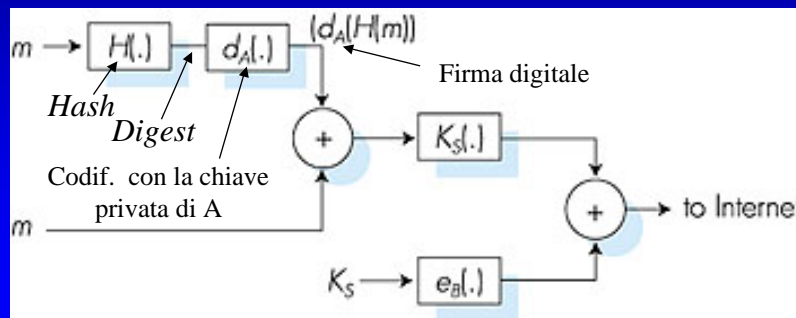 (d_A(H(m))
m H(.) d_A(.)
Firma digitale
Hash
Digest
+ K_S(.)
Codif. con la chiave
privata di A
m
+ to Interne
K_S e_B(.)